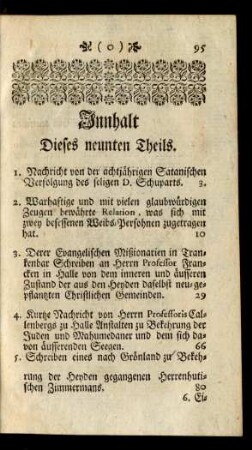 ( 0 ) 95
Innhalt
Dieses neunten Theils.
1. Nachricht von der achtjährigen Satanischen
Verfolgung des seligen D. Schuparts. 3.
2. Warhaftige und mit vielen glaubwürdigen
Zeugen bewährte Relation, was sich mit
zwey besessenen Weibs-Persohnen zugetragen
hat. 10
3. Derer Evangelischen Mißionarien in Tran-
kenbar Schreiben an Herrn Professor Fran-
cken in Halle von dem inneren und äusseren
Zustand der aus den Heyden daselbst neu-ge-
pflantzten Christlichen Gemeinden. 29
4. Kurtze Nachricht von Herrn Professoris Cal-
lenbergs zu Halle Anstalten zu Bekehrung der
Juden und Mahumedaner und dem sich da-
von äusserenden Seegen. 66
5. Schreiben eines nach Grönland zu Bekeh-
rung der Heyden gegangenen Herrenhuti-
schen Zimmermans. 80
6. Ei-